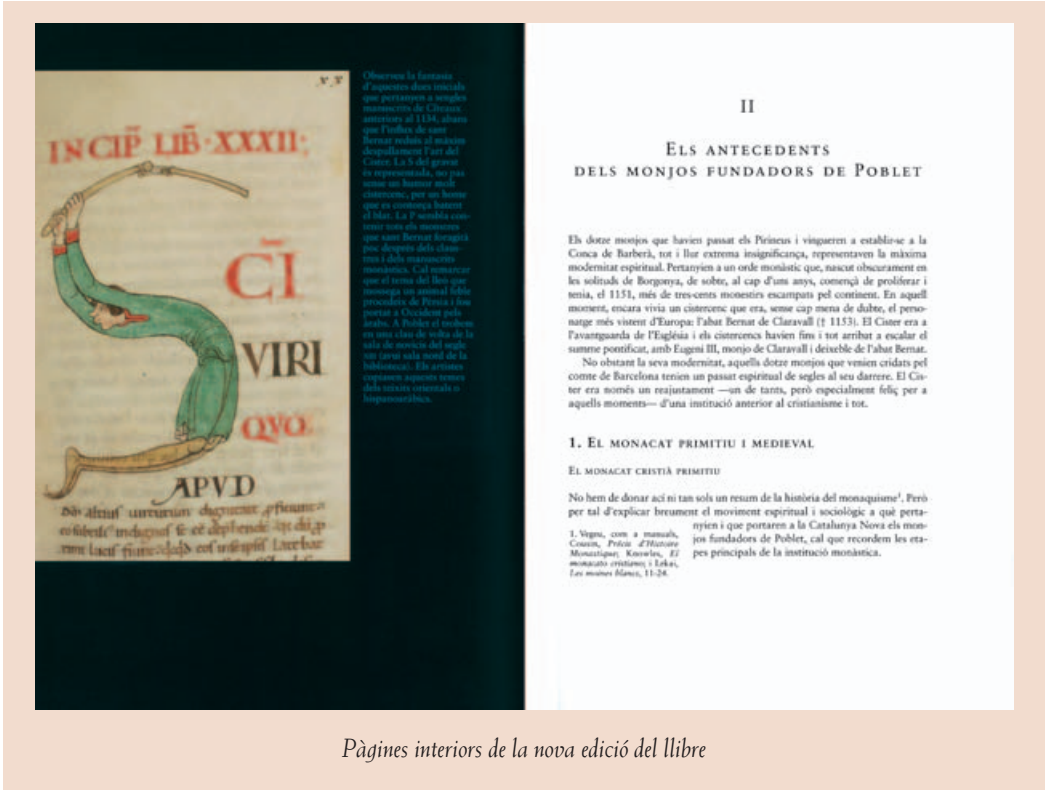 INCIP̅ LIB̅·XXXII:
SC̅I
VIRI
QVO
APVD
Observeu la fantasia
d'aquestes dues inicials
que pertanyen a sengles
manuscrits de Cîteaux
anteriors al 1134, abans
que l'influx de sant
Bernat reduís al màxim
despullament l'art del
Císter. La S del gravat
és representada, no pas
sense un humor molt
cistercenc, per un home
que es contorça batent
el blat. La P sembla con-
tenir tots els monstres
que sant Bernat foragità
poc després dels claus-
tres i dels manuscrits
monàstics. Cal remarcar
que el tema del lleó que
mossega un animal feble
procedeix de Pèrsia i fou
portat a Occident pels
àrabs. A Poblet el trobem
en una clau de volta de la
sala de novicis del segle
XIII (avui sala nord de la
biblioteca). Els artistes
copiaven aquests temes
dels teixits orientals o
hispanoaràbics.
II
ELS ANTECEDENTS
DELS MONJOS FUNDADORS DE POBLET
Els dotze monjos que havien passat els Pirineus i vingueren a establir-se a la
Conca de Barberà, tot i llur extrema insignificança, representaven la màxima
modernitat espiritual. Pertanyien a un orde monàstic que, nascut obscurament en
les solituds de Borgonya, de sobte, al cap d'uns anys, començà de proliferar i
tenia, el 1151, més de tres-cents monestirs escampats pel continent. En aquell
moment, encara vivia un cistercenc que era, sense cap mena de dubte, el perso-
natge més vistent d'Europa: l'abat Bernat de Claravall († 1153). El Cister era a
l'avantguarda de l'Església i els cistercencs havien fins i tot arribat a escalar el
summe pontificat, amb Eugeni III, monjo de Claravall i deixeble de l'abat Bernat.
No obstant la seva modernitat, aquells dotze monjos que venien cridats pel
comte de Barcelona tenien un passat espiritual de segles al seu darrere. El Cis-
ter era només un reajustament —un de tants, però especialment feliç per a
aquells moments— d'una institució anterior al cristianisme i tot.
1. EL MONACAT PRIMITIU I MEDIEVAL
EL MONACAT CRISTIÀ PRIMITIU
No hem de donar ací ni tan sols un resum de la història del monaquisme¹. Però
per tal d'explicar breument el moviment espiritual i sociològic a què perta-
nyien i que portaren a la Catalunya Nova els mon-
jos fundadors de Poblet, cal que recordem les eta-
pes principals de la institució monàstica.
1. Vegeu, com a manuals,
Cousin, Précis d'Histoire
Monastique; Knowles, El
monacato cristiano; i Lekai,
Les moines blancs, 11-24.
Pàgines interiors de la nova edició del llibre